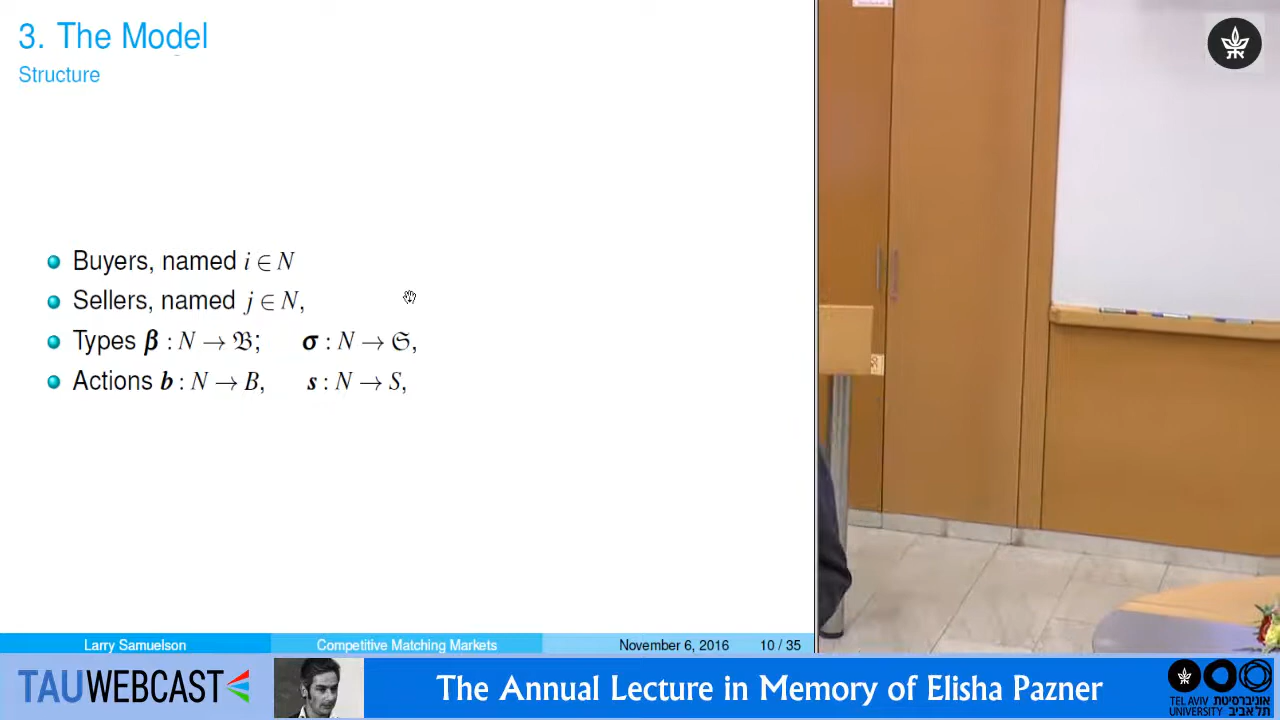 3. The Model
Structure
Buyers, named i ∈ N
Sellers, named j ∈ N,
Types β : N → 𝔅; σ : N → 𝔖,
Actions b : N → B, s : N → S,
Larry Samuelson Competitive Matching Markets November 6, 2016 10 / 35
TAUWEBCAST
The Annual Lecture in Memory of Elisha Pazner
TEL AVIV אוניברסיטת
UNIVERSITY תל אביב